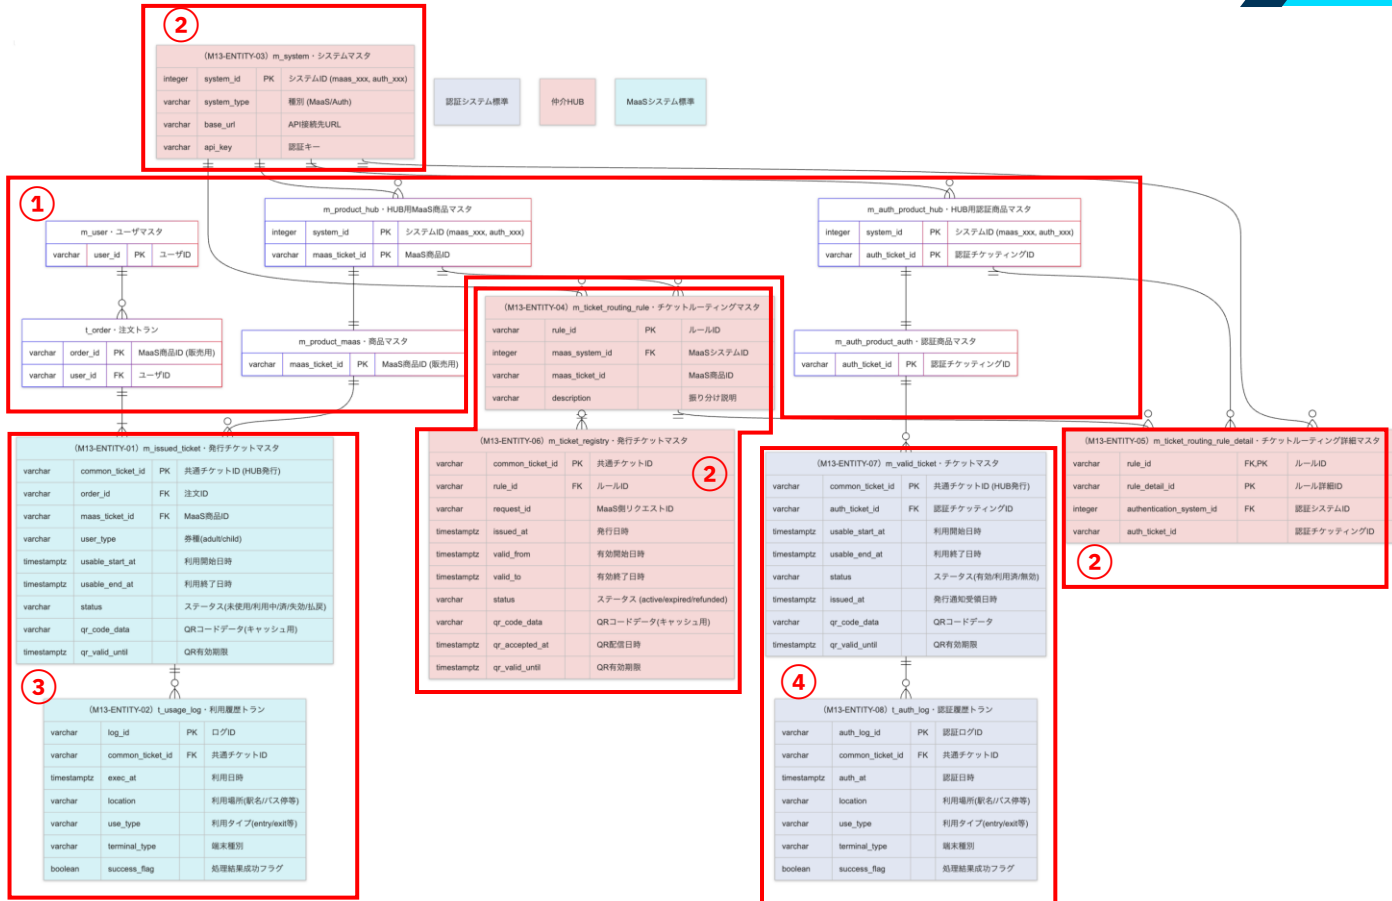 ②
(M13-ENTITY-03) m_system・システムマスタ
integer system_id PK システムID (maas_xxx, auth_xxx)
varchar system_type 種別 (MaaS/Auth)
varchar base_url API接続先URL
varchar api_key 認証キー
認証システム標準
仲介HUB
MaaSシステム標準
①
m_user・ユーザマスタ
varchar user_id PK ユーザID
m_product_hub・HUB用MaaS商品マスタ
integer system_id PK システムID (maas_xxx, auth_xxx)
varchar maas_ticket_id PK MaaS商品ID
m_auth_product_hub・HUB用認証商品マスタ
integer system_id PK システムID (maas_xxx, auth_xxx)
varchar auth_ticket_id PK 認証チケッティングID
t_order・注文トラン
varchar order_id PK MaaS商品ID (販売用)
varchar user_id FK ユーザID
m_product_maas・商品マスタ
varchar maas_ticket_id PK MaaS商品ID (販売用)
(M13-ENTITY-04) m_ticket_routing_rule・チケットルーティングマスタ
varchar rule_id PK ルールID
integer maas_system_id FK MaaSシステムID
varchar maas_ticket_id MaaS商品ID
varchar description 振り分け説明
m_auth_product_auth・認証商品マスタ
varchar auth_ticket_id PK 認証チケッティングID
(M13-ENTITY-01) m_issued_ticket・発行チケットマスタ
varchar common_ticket_id PK 共通チケットID (HUB発行)
varchar order_id FK 注文ID
varchar maas_ticket_id FK MaaS商品ID
varchar user_type 券種(adult/child)
timestamptz usable_start_at 利用開始日時
timestamptz usable_end_at 利用終了日時
varchar status ステータス(未使用/利用中/済/失効/払戻)
varchar qr_code_data QRコードデータ(キャッシュ用)
timestamptz qr_valid_until QR有効期限
③
(M13-ENTITY-02) t_usage_log・利用履歴トラン
varchar log_id PK ログID
varchar common_ticket_id FK 共通チケットID
timestamptz exec_at 利用日時
varchar location 利用場所(駅名/バス停等)
varchar use_type 利用タイプ(entry/exit等)
varchar terminal_type 端末種別
boolean success_flag 処理結果成功フラグ
(M13-ENTITY-06) m_ticket_registry・発行チケットマスタ
varchar common_ticket_id PK 共通チケットID
varchar rule_id FK ルールID
varchar request_id MaaS側リクエストID
timestamptz issued_at 発行日時
timestamptz valid_from 有効開始日時
timestamptz valid_to 有効終了日時
varchar status ステータス (active/expired/refunded)
varchar qr_code_data QRコードデータ(キャッシュ用)
timestamptz qr_accepted_at QR配信日時
timestamptz qr_valid_until QR有効期限
②
(M13-ENTITY-07) m_valid_ticket・チケットマスタ
varchar common_ticket_id PK 共通チケットID (HUB発行)
varchar auth_ticket_id FK 認証チケッティングID
timestamptz usable_start_at 利用開始日時
timestamptz usable_end_at 利用終了日時
varchar status ステータス(有効/利用済/無効)
timestamptz issued_at 発行通知受領日時
varchar qr_code_data QRコードデータ
timestamptz qr_valid_until QR有効期限
④
(M13-ENTITY-08) t_auth_log・認証履歴トラン
varchar auth_log_id PK 認証ログID
varchar common_ticket_id FK 共通チケットID
timestamptz auth_at 認証日時
varchar location 利用場所(駅名/バス停等)
varchar use_type 利用タイプ(entry/exit等)
varchar terminal_type 端末種別
boolean success_flag 処理結果成功フラグ
(M13-ENTITY-05) m_ticket_routing_rule_detail・チケットルーティング詳細マスタ
varchar rule_id FK,PK ルールID
varchar rule_detail_id PK ルール詳細ID
integer authentication_system_id FK 認証システムID
varchar auth_ticket_id 認証チケッティングID
②